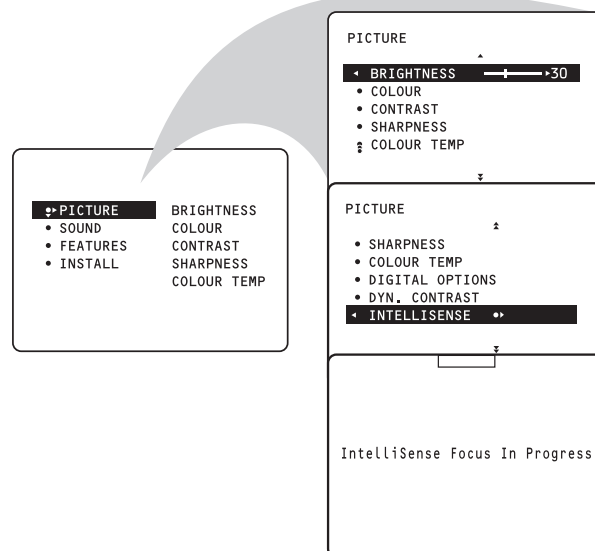 PICTURE
BRIGHTNESS 30
COLOUR
CONTRAST
SHARPNESS
COLOUR TEMP
PICTURE BRIGHTNESS
SOUND COLOUR
FEATURES CONTRAST
INSTALL SHARPNESS
COLOUR TEMP
PICTURE
SHARPNESS
COLOUR TEMP
DIGITAL OPTIONS
DYN. CONTRAST
INTELLISENSE
IntelliSense Focus In Progress